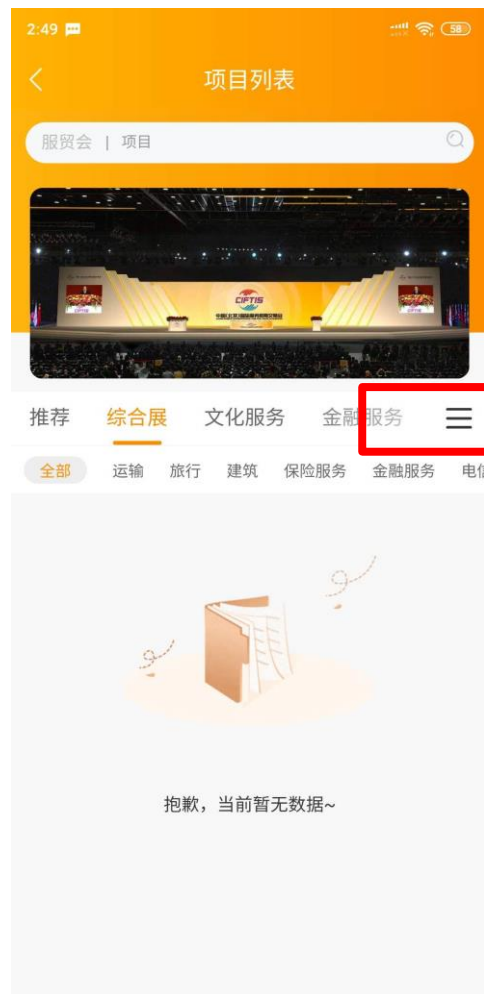 2:49
58
项目列表
服贸会 | 项目
CIFTIS
推荐 综合展 文化服务 金融服务
全部 运输 旅行 建筑 保险服务 金融服务 电信
抱歉，当前暂无数据~